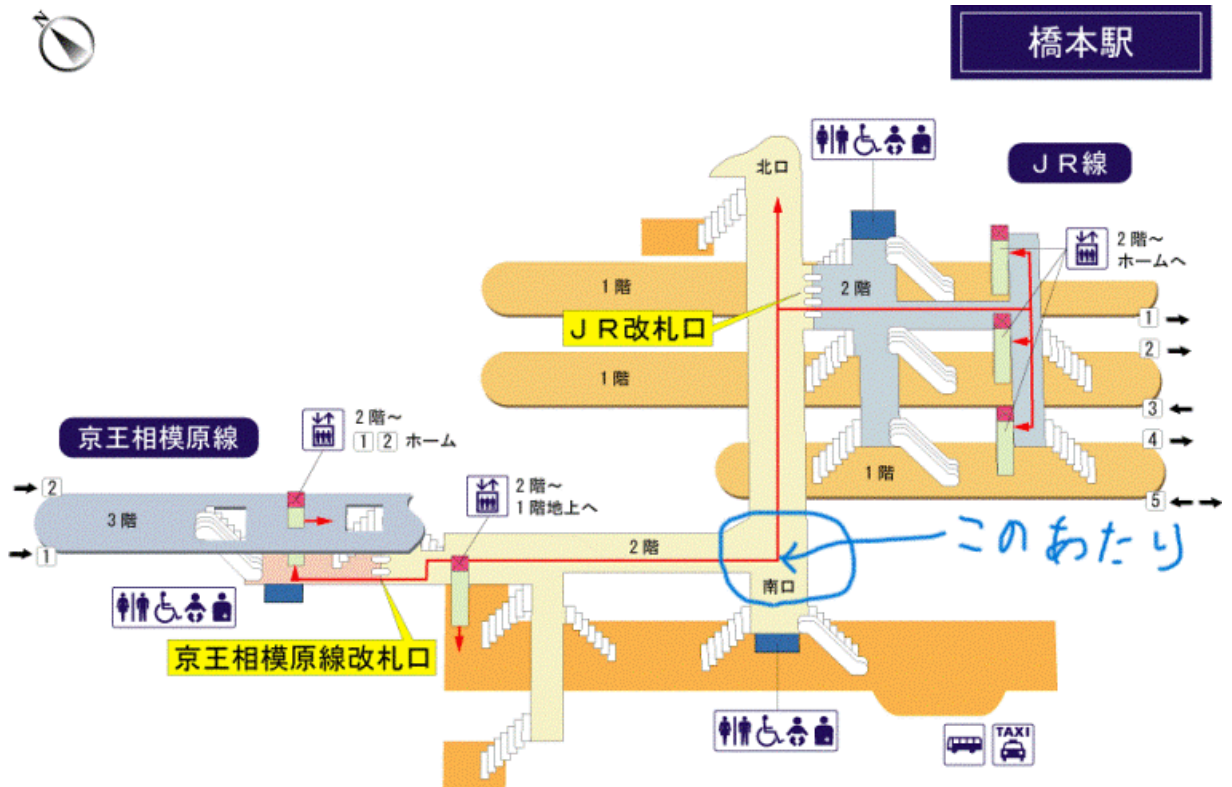 N
橋本駅
北口
JR線
2階～
ホームへ
1階
2階
JR改札口
1
2
1階
3
4
京王相模原線
2階～
1 2 ホーム
1階
5
2階～
1階地上へ
2
3階
1
2階
このあたり
南口
京王相模原線改札口
TAXI